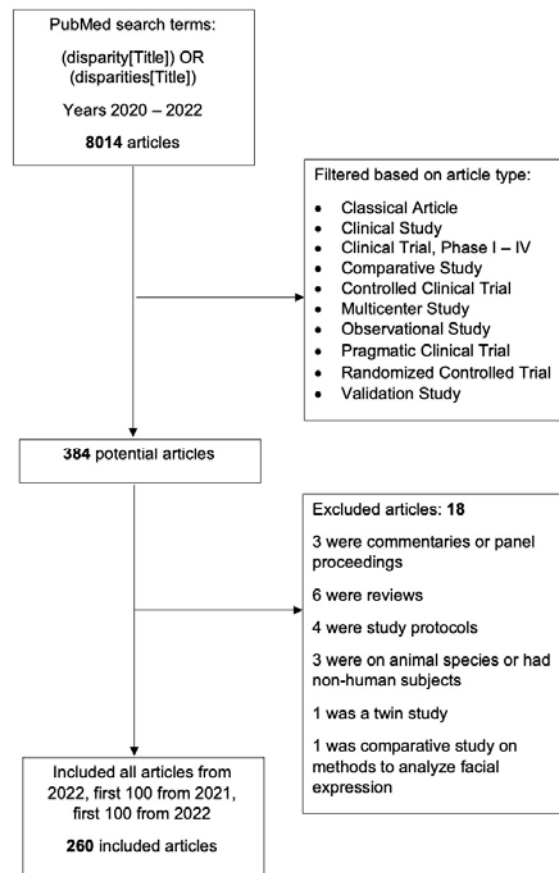 PubMed search terms:
(disparity[Title]) OR
(disparities[Title])
Years 2020 – 2022
8014 articles
Filtered based on article type:
• Classical Article
• Clinical Study
• Clinical Trial, Phase I – IV
• Comparative Study
• Controlled Clinical Trial
• Multicenter Study
• Observational Study
• Pragmatic Clinical Trial
• Randomized Controlled Trial
• Validation Study
384 potential articles
Excluded articles: 18
3 were commentaries or panel
proceedings
6 were reviews
4 were study protocols
3 were on animal species or had
non-human subjects
1 was a twin study
1 was comparative study on
methods to analyze facial
expression
Included all articles from
2022, first 100 from 2021,
first 100 from 2022
260 included articles